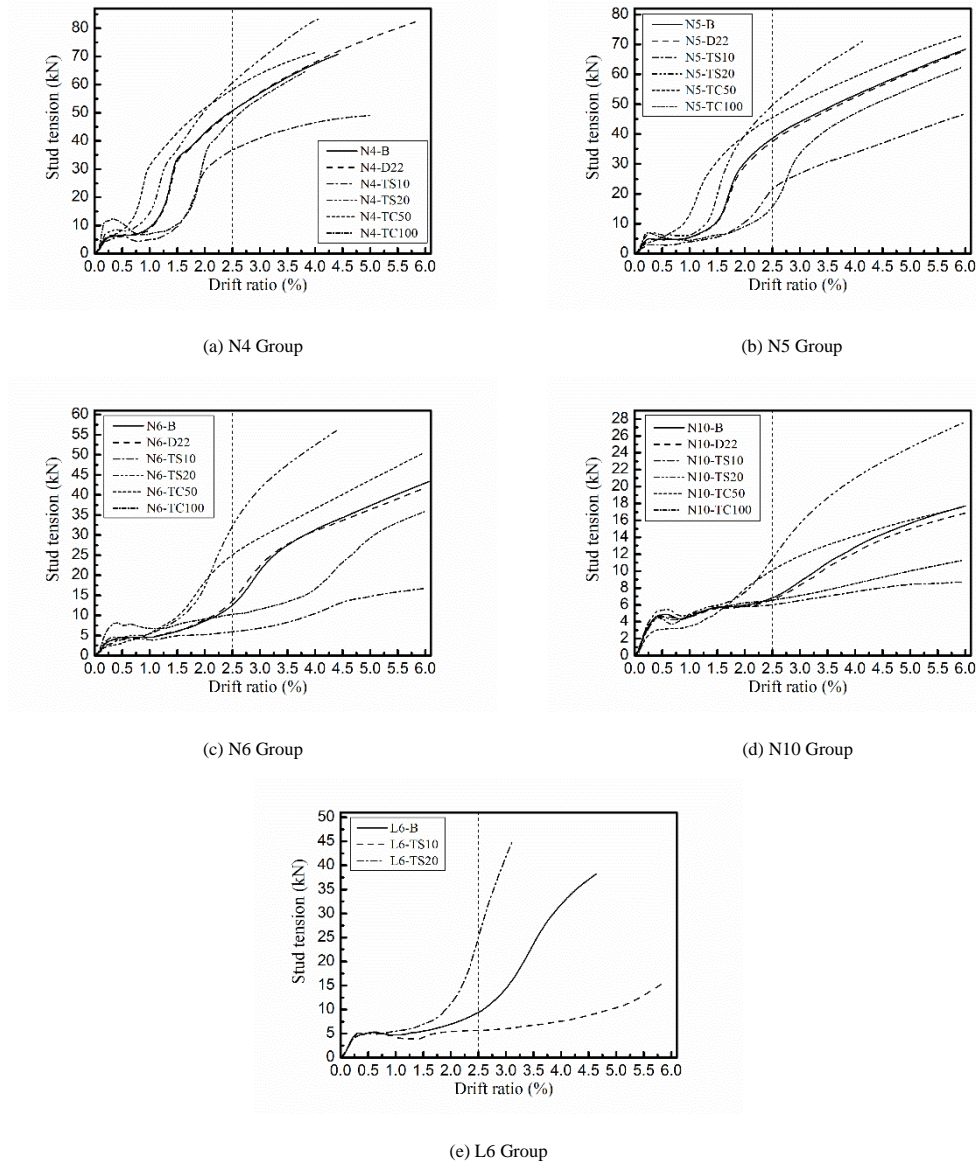 Stud tension (kN)
80
70
60
50
40
30
20
10
0
N4-B
N4-D22
N4-TS10
N4-TS20
N4-TC50
N4-TC100
0.0 0.5 1.0 1.5 2.0 2.5 3.0 3.5 4.0 4.5 5.0 5.5 6.0
Drift ratio (%)
(a) N4 Group
Stud tension (kN)
80
70
60
50
40
30
20
10
0
N5-B
N5-D22
N5-TS10
N5-TS20
N5-TC50
N5-TC100
0.0 0.5 1.0 1.5 2.0 2.5 3.0 3.5 4.0 4.5 5.0 5.5 6.0
Drift ratio (%)
(b) N5 Group
Stud tension (kN)
60
55
50
45
40
35
30
25
20
15
10
5
0
N6-B
N6-D22
N6-TS10
N6-TS20
N6-TC50
N6-TC100
0.0 0.5 1.0 1.5 2.0 2.5 3.0 3.5 4.0 4.5 5.0 5.5 6.0
Drift ratio (%)
(c) N6 Group
Stud tension (kN)
28
26
24
22
20
18
16
14
12
10
8
6
4
2
0
N10-B
N10-D22
N10-TS10
N10-TS20
N10-TC50
N10-TC100
0.0 0.5 1.0 1.5 2.0 2.5 3.0 3.5 4.0 4.5 5.0 5.5 6.0
Drift ratio (%)
(d) N10 Group
Stud tension (kN)
50
45
40
35
30
25
20
15
10
5
0
L6-B
L6-TS10
L6-TS20
0.0 0.5 1.0 1.5 2.0 2.5 3.0 3.5 4.0 4.5 5.0 5.5 6.0
Drift ratio (%)
(e) L6 Group